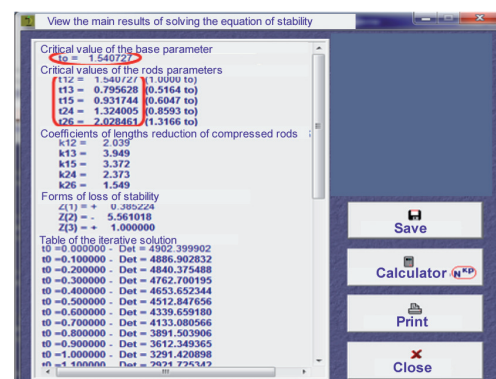 View the main results of solving the equation of stability
Critical value of the base parameter
to = 1.540727
Critical values of the rods parameters
t12 = 1.540727 (1.0000 to)
t13 = 0.795628 (0.5164 to)
t15 = 0.931744 (0.6047 to)
t24 = 1.324005 (0.8593 to)
t26 = 2.028461 (1.3166 to)
Coefficients of lengths reduction of compressed rods
k12 = 2.039
k13 = 3.949
k15 = 3.372
k24 = 2.373
k26 = 1.549
Forms of loss of stability
Z(1) = + 0.385224
Z(2) = - 5.561018
Z(3) = + 1.000000
Table of the iterative solution
t0 =0.000000 - Det = 4902.399902
t0 =0.100000 - Det = 4886.902832
t0 =0.200000 - Det = 4840.375488
t0 =0.300000 - Det = 4762.700195
t0 =0.400000 - Det = 4653.652344
t0 =0.500000 - Det = 4512.847656
t0 =0.600000 - Det = 4339.659180
t0 =0.700000 - Det = 4133.080566
t0 =0.800000 - Det = 3891.503906
t0 =0.900000 - Det = 3612.349365
t0 =1.000000 - Det = 3291.420898
t0 =1.100000 - Det = 2921.725342
Save
Calculator N кр
Print
Close